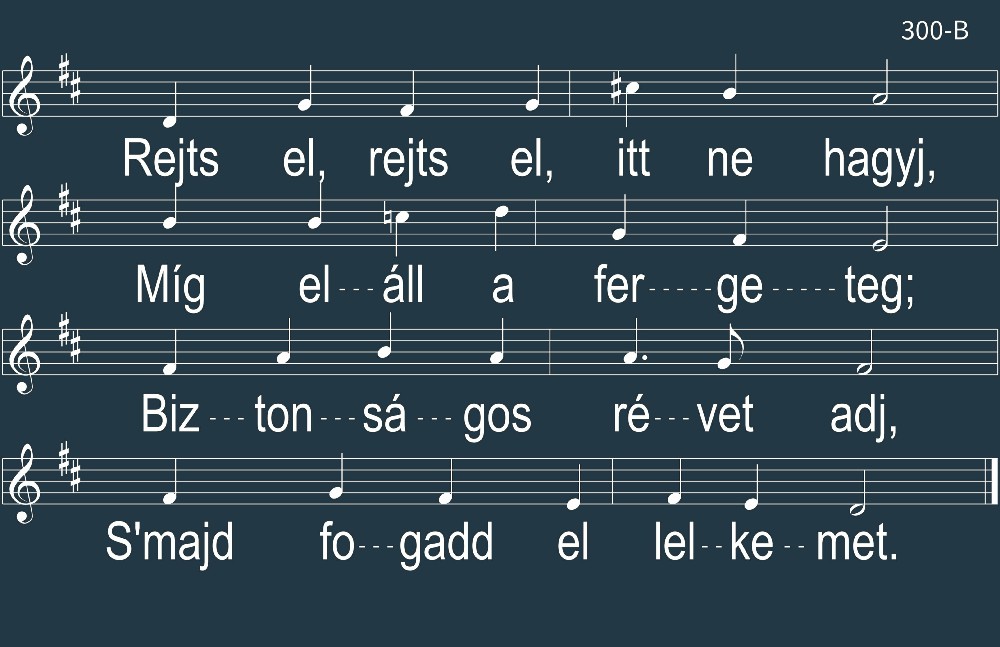 300-B
Rejts el, rejts el, itt ne hagyj,
Míg el---áll a fer-----ge-----teg;
Biz---ton---sá---gos ré---vet adj,
S'majd fo---gadd el lel--ke--met.